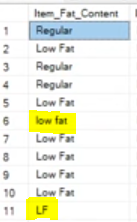 Item_Fat_Content
1 Regular
2 Low Fat
3 Regular
4 Regular
5 Low Fat
6 low fat
7 Low Fat
8 Low Fat
9 Low Fat
10 Low Fat
11 LF